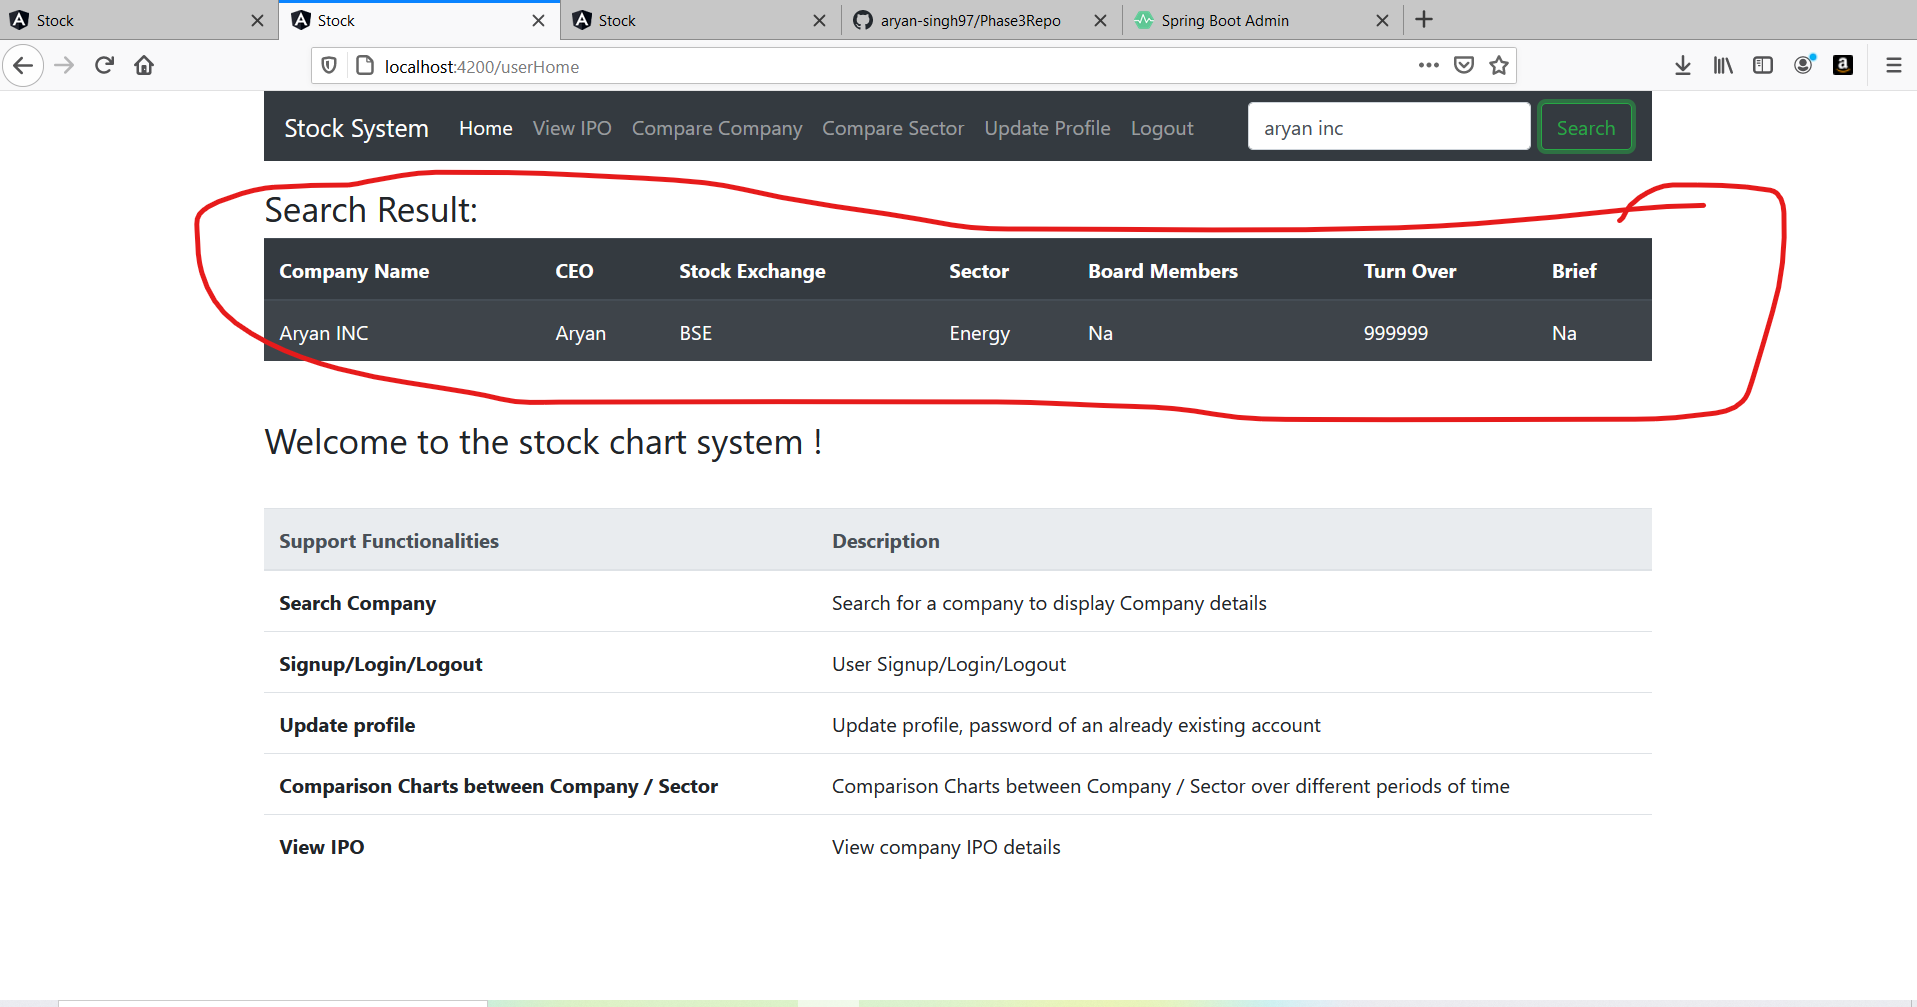 Stock Stock Stock aryan-singh97/Phase3Repo Spring Boot Admin
localhost:4200/userHome
Stock System Home View IPO Compare Company Compare Sector Update Profile Logout aryan inc Search
Search Result:
Company Name CEO Stock Exchange Sector Board Members Turn Over Brief
Aryan INC Aryan BSE Energy Na 999999 Na
Welcome to the stock chart system !
Support Functionalities Description
Search Company Search for a company to display Company details
Signup/Login/Logout User Signup/Login/Logout
Update profile Update profile, password of an already existing account
Comparison Charts between Company / Sector Comparison Charts between Company / Sector over different periods of time
View IPO View company IPO details